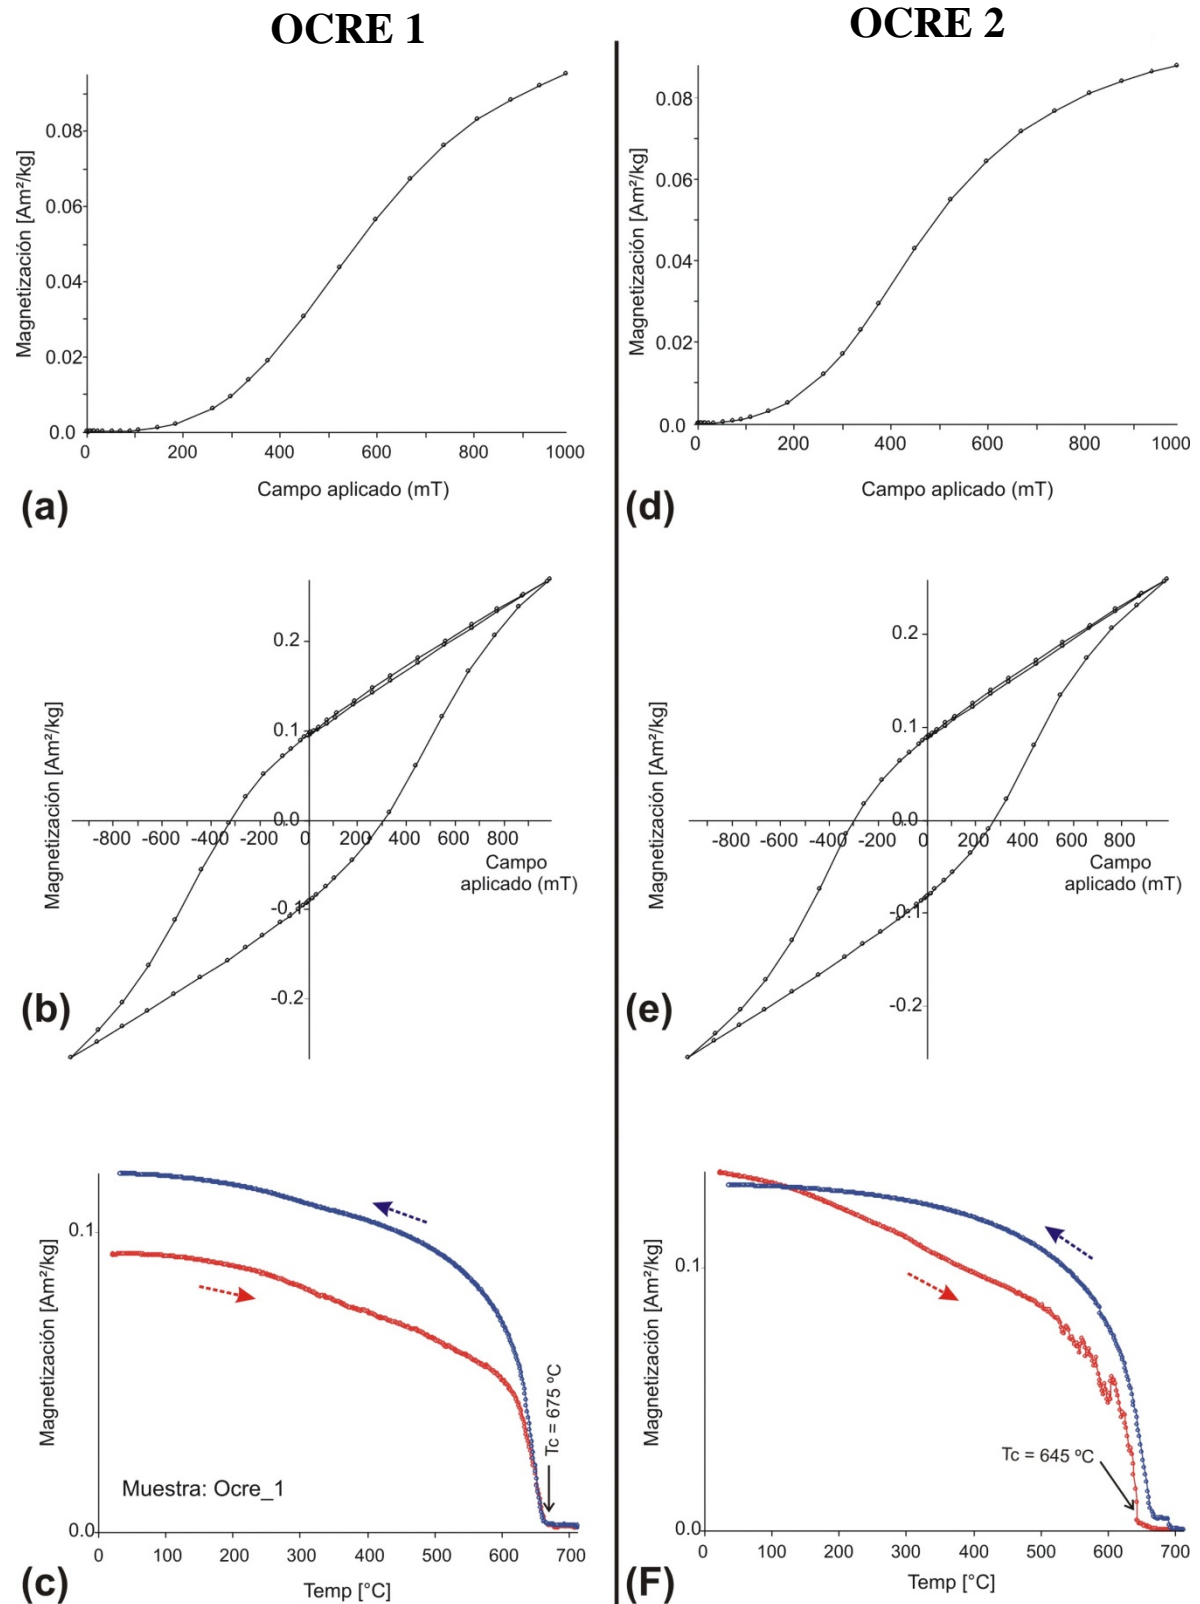 OCRE 1
OCRE 2
Magnetización [Am²/kg]
0.08
0.06
0.04
0.02
0.0
0 200 400 600 800 1000
Campo aplicado (mT)
(a)
Magnetización [Am²/kg]
0.08
0.06
0.04
0.02
0.0
0 200 400 600 800 1000
Campo aplicado (mT)
(d)
Magnetización [Am²/kg]
0.2
0.1
0.0
-800 -600 -400 -200 0 200 400 600 800
Campo
aplicado (mT)
-0.1
-0.2
(b)
Magnetización [Am²/kg]
0.2
0.1
0.0
-800 -600 -400 -200 0 200 400 600 800
Campo
aplicado (mT)
-0.1
-0.2
(e)
Magnetización [Am²/kg]
0.1
Tc = 675 ºC
Muestra: Ocre_1
0.0
0 100 200 300 400 500 600 700
Temp [°C]
(c)
Magnetización [Am²/kg]
0.1
Tc = 645 ºC
0.0
0 100 200 300 400 500 600 700
Temp [°C]
(F)